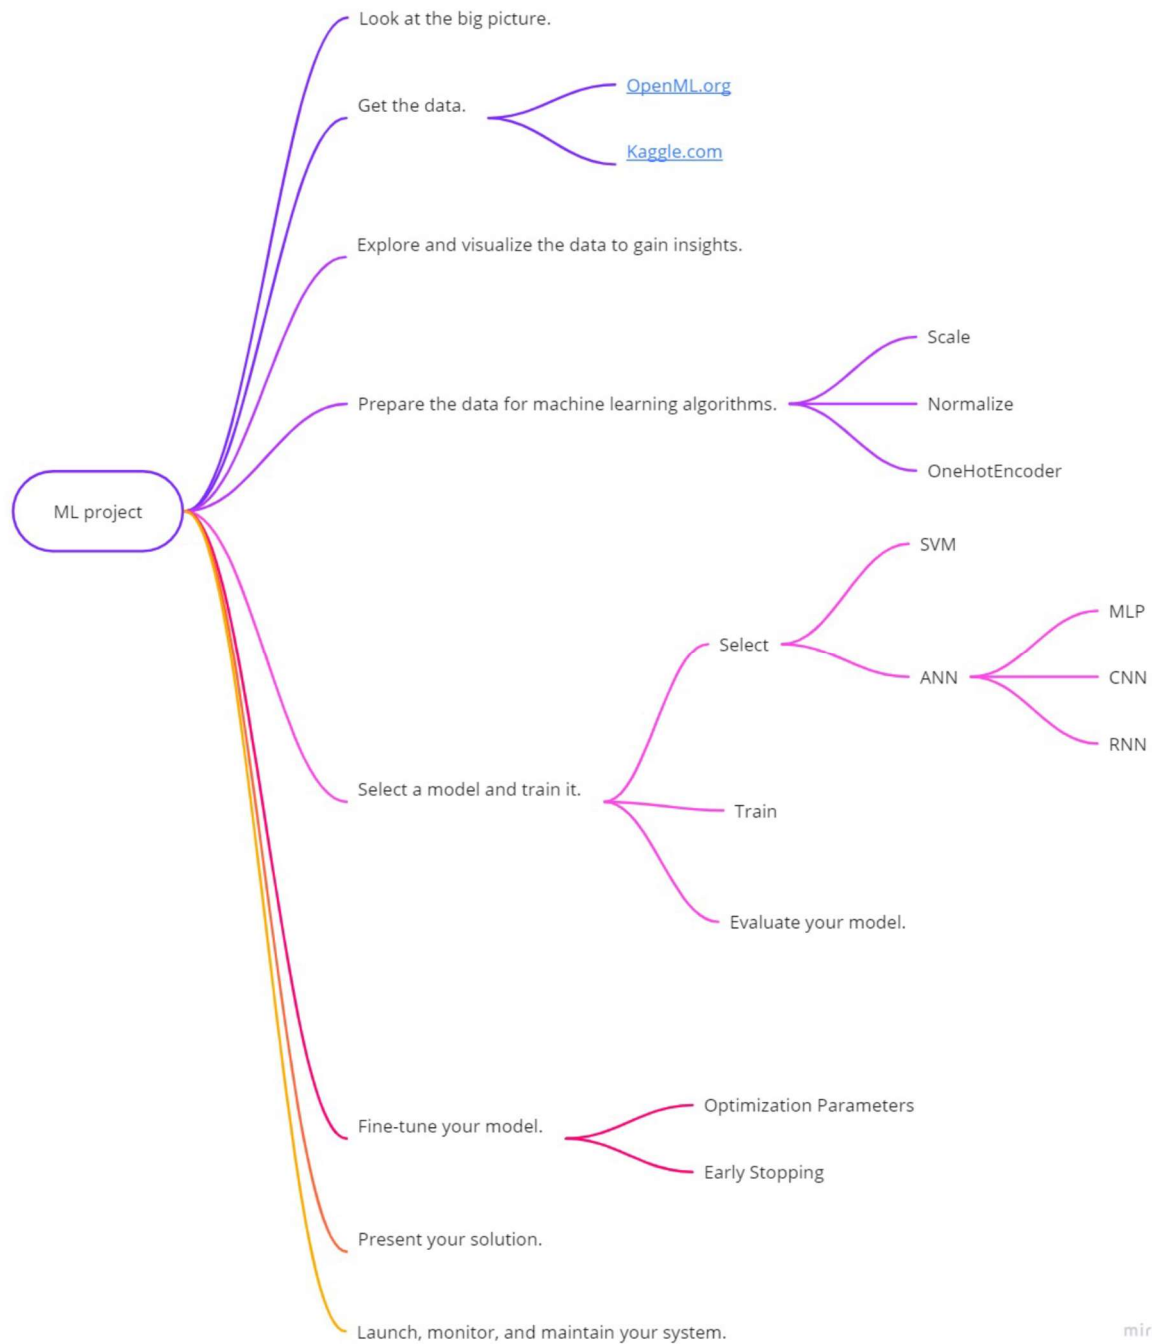 Look at the big picture.
Get the data.
OpenML.org
Kaggle.com
Explore and visualize the data to gain insights.
Prepare the data for machine learning algorithms.
Scale
Normalize
OneHotEncoder
ML project
Select a model and train it.
Select
SVM
ANN
MLP
CNN
RNN
Train
Evaluate your model.
Fine-tune your model.
Optimization Parameters
Early Stopping
Present your solution.
Launch, monitor, and maintain your system.
mir